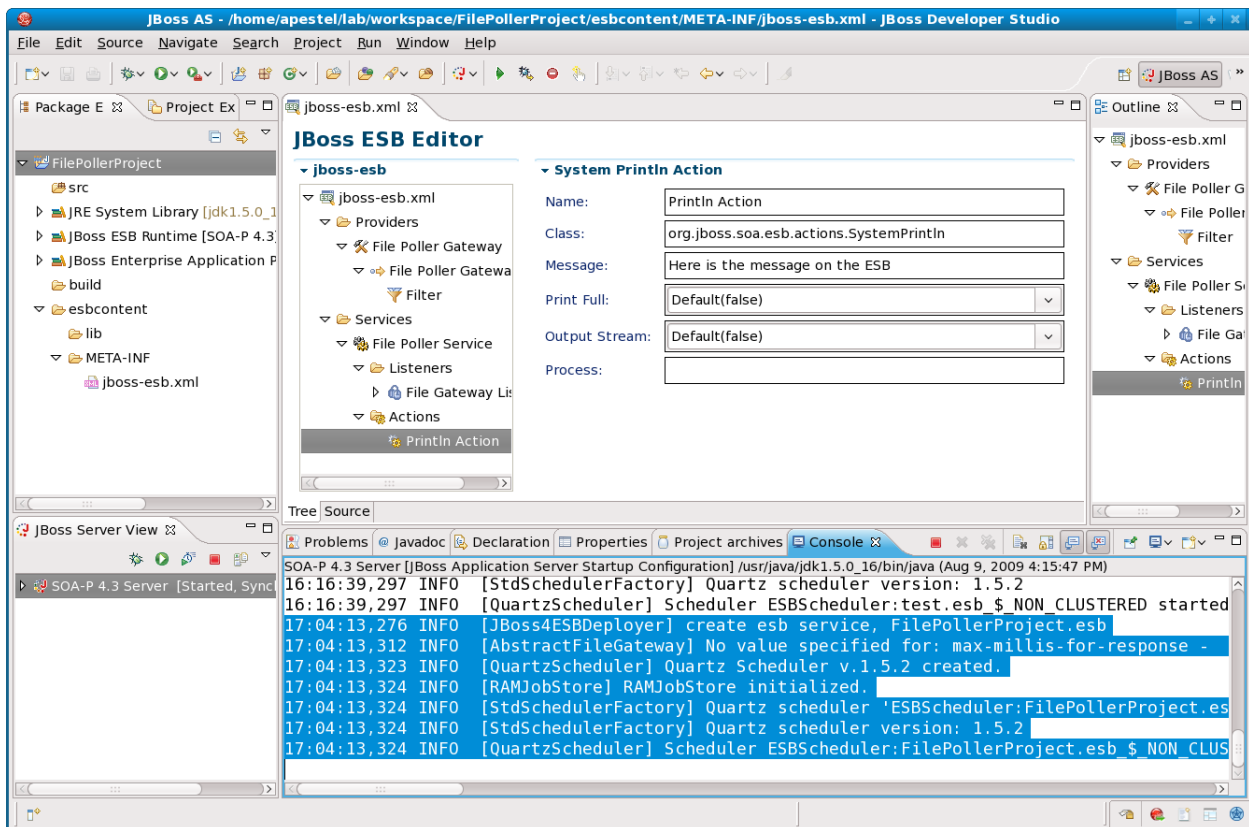 JBoss AS - /home/apestel/lab/workspace/FilePollerProject/esbcontent/META-INF/jboss-esb.xml - JBoss Developer Studio
File Edit Source Navigate Search Project Run Window Help
JBoss AS
Package E
Project Ex
FilePollerProject
src
JRE System Library [jdk1.5.0_1
JBoss ESB Runtime [SOA-P 4.3]
JBoss Enterprise Application P
build
esbcontent
lib
META-INF
jboss-esb.xml
jboss-esb.xml
JBoss ESB Editor
jboss-esb
jboss-esb.xml
Providers
File Poller Gateway
File Poller Gatewa
Filter
Services
File Poller Service
Listeners
File Gateway Lis
Actions
Println Action
Tree Source
System Println Action
Name: Println Action
Class: org.jboss.soa.esb.actions.SystemPrintln
Message: Here is the message on the ESB
Print Full: Default(false)
Output Stream: Default(false)
Process:
Outline
jboss-esb.xml
Providers
File Poller G
File Poller
Filter
Services
File Poller Se
Listeners
File Gat
Actions
Println
JBoss Server View
SOA-P 4.3 Server [Started, Synch
Problems @ Javadoc Declaration Properties Project archives Console
SOA-P 4.3 Server [JBoss Application Server Startup Configuration] /usr/java/jdk1.5.0_16/bin/java (Aug 9, 2009 4:15:47 PM)
16:16:39,297 INFO [StdSchedulerFactory] Quartz scheduler version: 1.5.2
16:16:39,297 INFO [QuartzScheduler] Scheduler ESBScheduler:test.esb_$_NON_CLUSTERED started
17:04:13,276 INFO [JBoss4ESBDeployer] create esb service, FilePollerProject.esb
17:04:13,312 INFO [AbstractFileGateway] No value specified for: max-millis-for-response -
17:04:13,323 INFO [QuartzScheduler] Quartz Scheduler v.1.5.2 created.
17:04:13,324 INFO [RAMJobStore] RAMJobStore initialized.
17:04:13,324 INFO [StdSchedulerFactory] Quartz scheduler 'ESBScheduler:FilePollerProject.es
17:04:13,324 INFO [StdSchedulerFactory] Quartz scheduler version: 1.5.2
17:04:13,324 INFO [QuartzScheduler] Scheduler ESBScheduler:FilePollerProject.esb_$_NON_CLUS